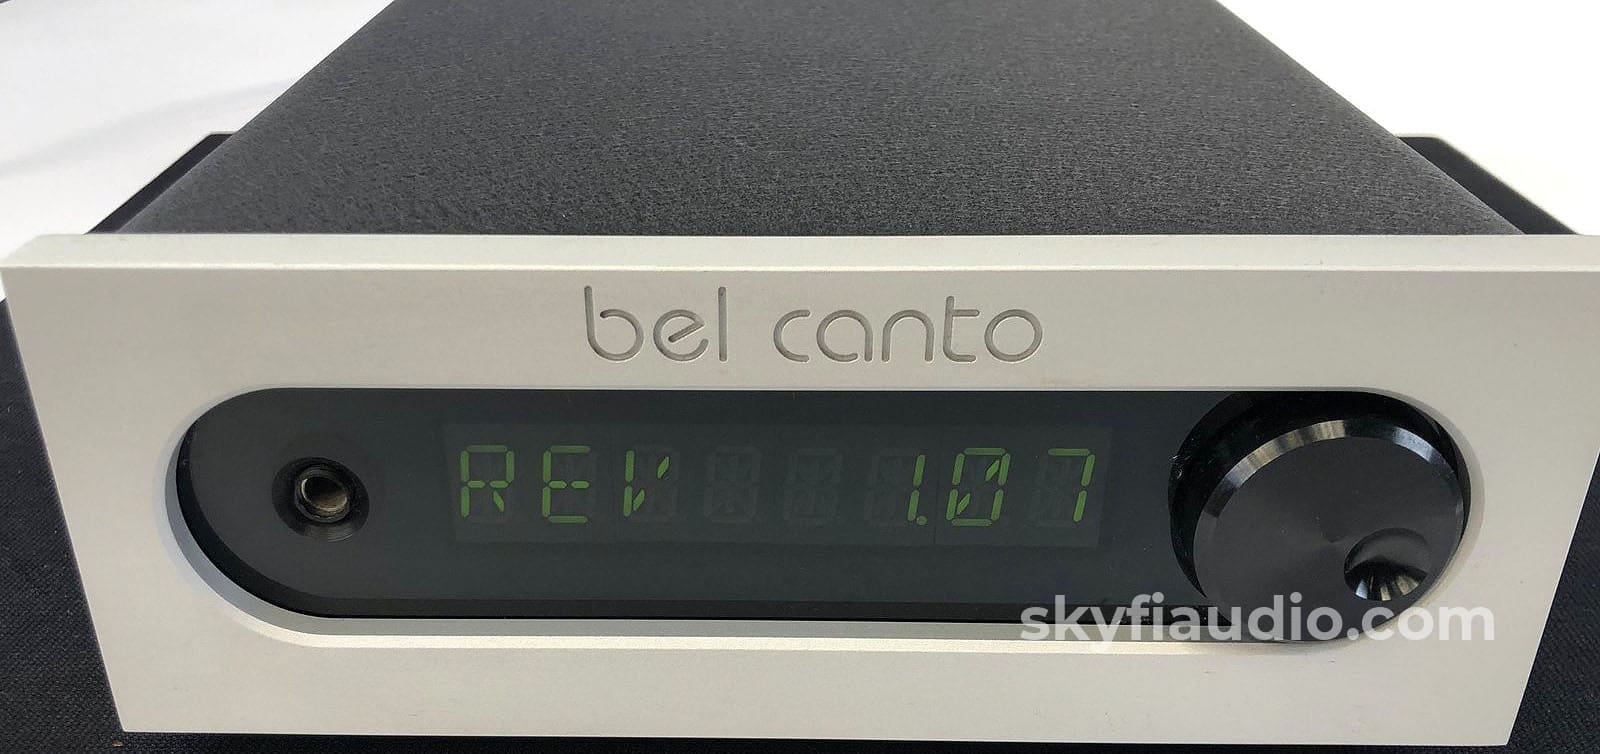 bel canto
REV 1.07
skyfiaudio.com